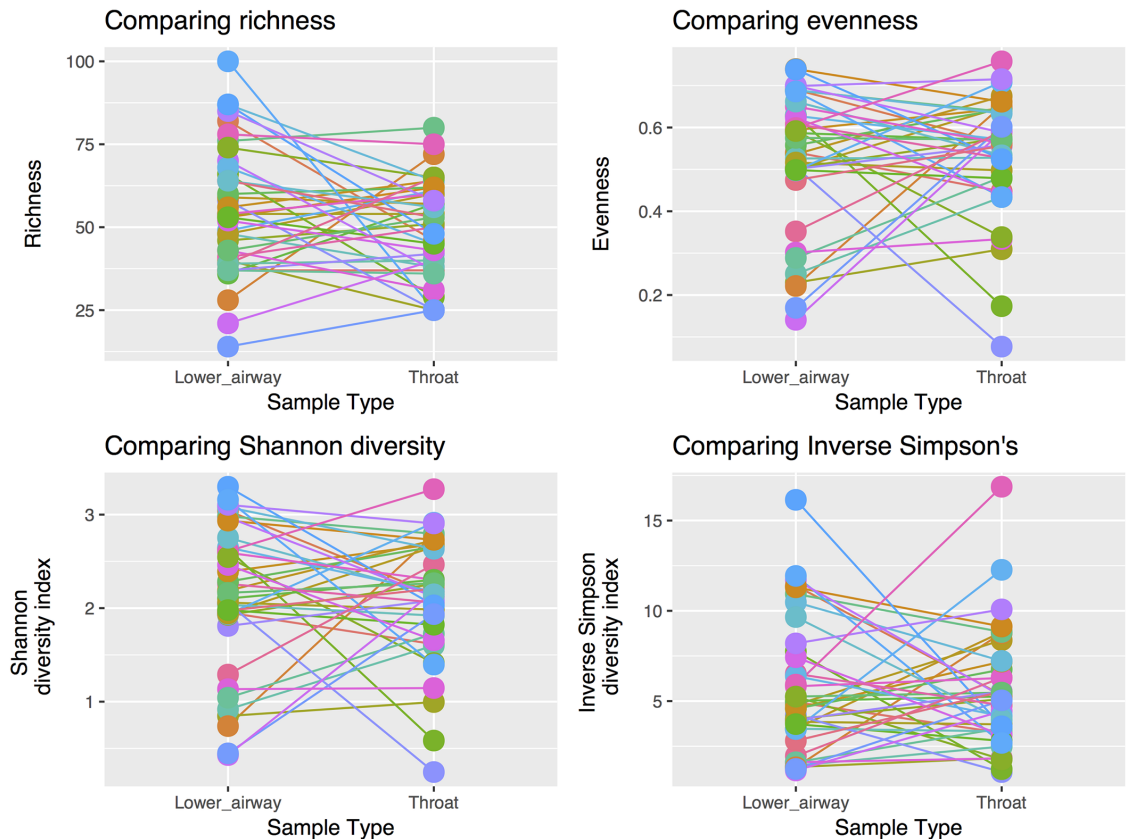 Comparing richness
Richness
100
75
50
25
Lower_airway Throat
Sample Type
Comparing evenness
Evenness
0.6
0.4
0.2
Lower_airway Throat
Sample Type
Comparing Shannon diversity
Shannon
diversity index
3
2
1
Lower_airway Throat
Sample Type
Comparing Inverse Simpson's
Inverse Simpson
diversity index
15
10
5
Lower_airway Throat
Sample Type